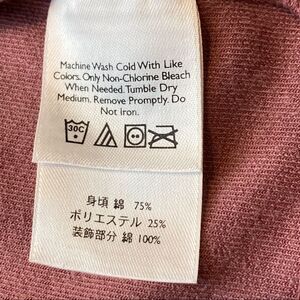 Machine Wash Cold With Like
Colors. Only Non-Chlorine Bleach
When Needed. Tumble Dry
Medium. Remove Promptly. Do
Not Iron.
30C
身頃 綿 75%
ポリエステル 25%
装飾部分 綿 100%